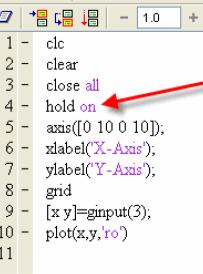 - 1.0 +
1 - clc
2 - clear
3 - close all
4 - hold on
5 - axis([0 10 0 10]);
6 - xlabel('X-Axis');
7 - ylabel('Y-Axis');
8 - grid
9 - [x y]=ginput(3);
10 - plot(x,y,'ro')
11